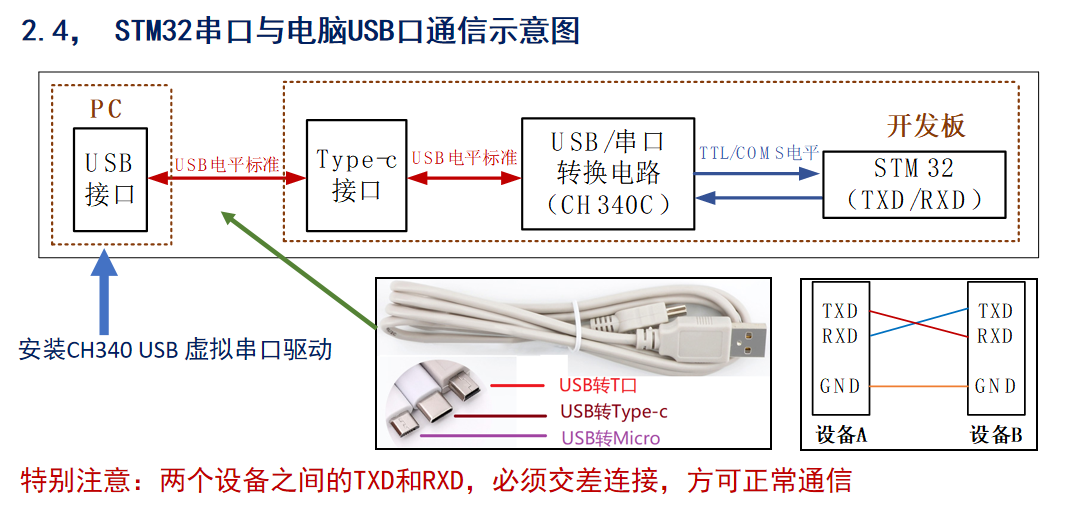 2.4, STM32串口与电脑USB口通信示意图
PC
USB
接口
USB电平标准
Type-c
接口
USB电平标准
USB/串口
转换电路
(CH340C)
TTL/COMS电平
开发板
STM32
(TXD/RXD)
安装CH340 USB 虚拟串口驱动
USB转T口
USB转Type-c
USB转Micro
TXD
RXD
GND
设备A
TXD
RXD
GND
设备B
特别注意：两个设备之间的TXD和RXD，必须交差连接，方可正常通信